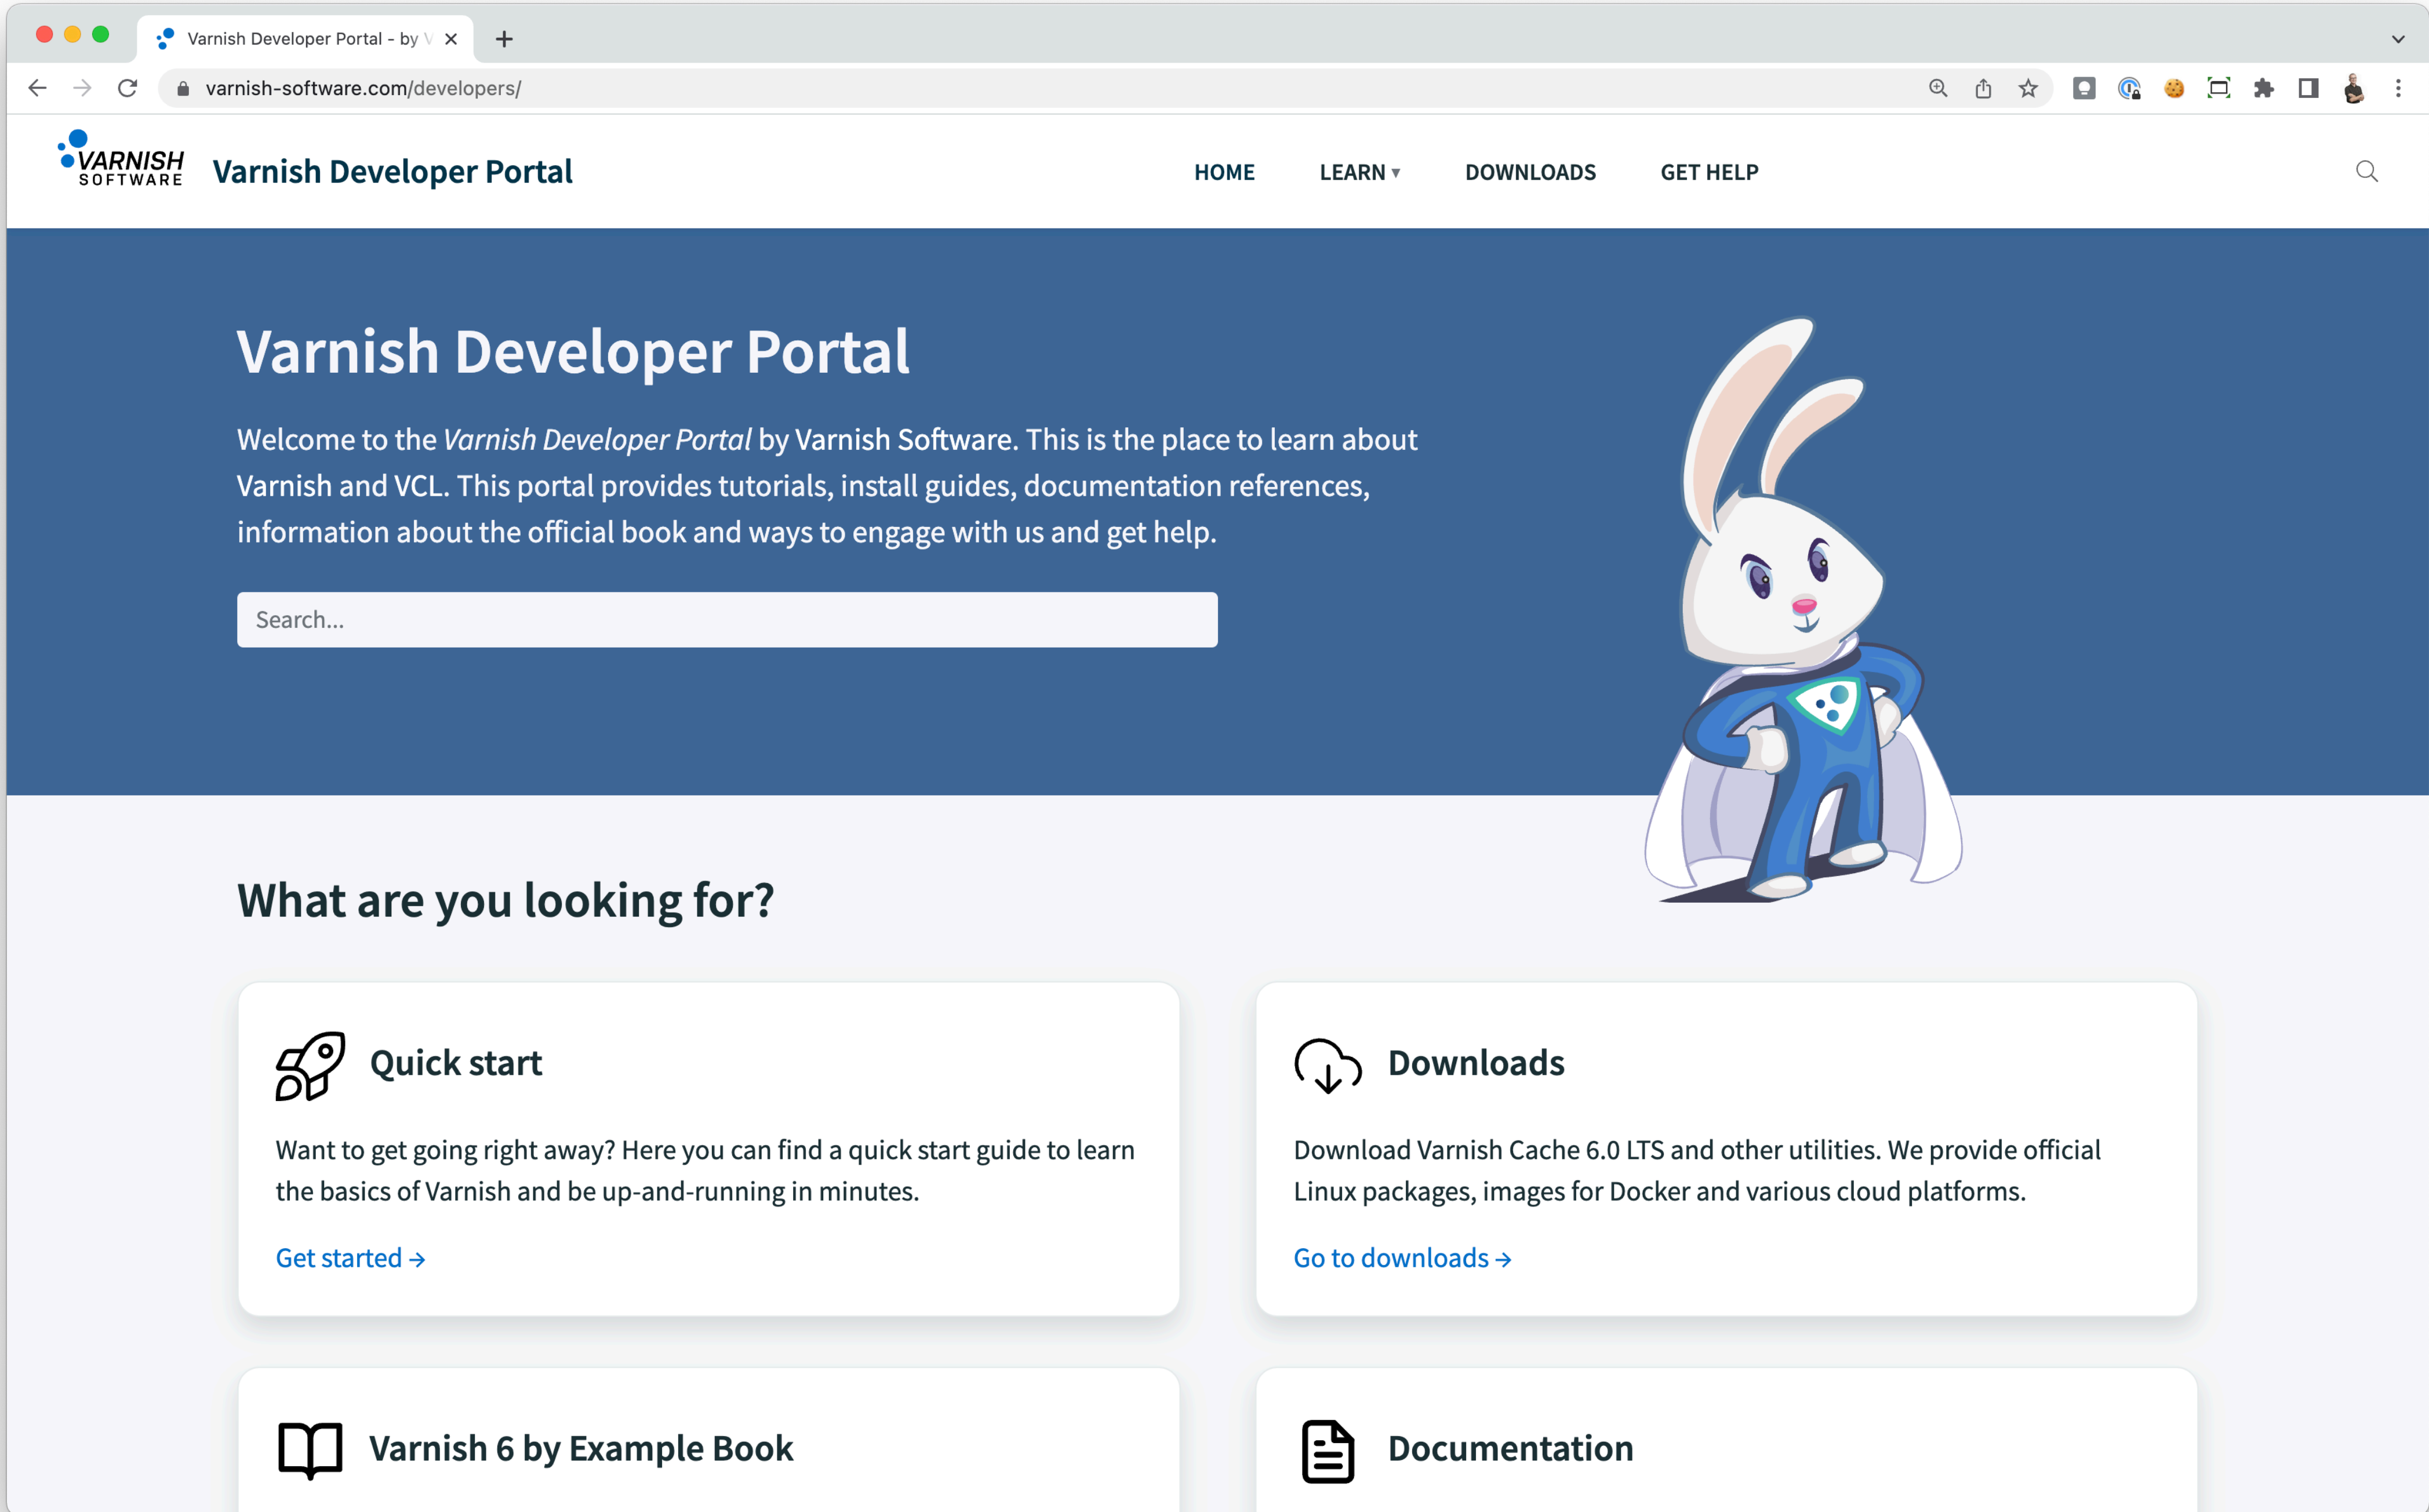 Varnish Developer Portal - by V
varnish-software.com/developers/
VARNISH
SOFTWARE
Varnish Developer Portal
HOME
LEARN ▾
DOWNLOADS
GET HELP
Varnish Developer Portal
Welcome to the Varnish Developer Portal by Varnish Software. This is the place to learn about
Varnish and VCL. This portal provides tutorials, install guides, documentation references,
information about the official book and ways to engage with us and get help.
Search...
What are you looking for?
Quick start
Want to get going right away? Here you can find a quick start guide to learn
the basics of Varnish and be up-and-running in minutes.
Get started →
Downloads
Download Varnish Cache 6.0 LTS and other utilities. We provide official
Linux packages, images for Docker and various cloud platforms.
Go to downloads →
Varnish 6 by Example Book
Documentation